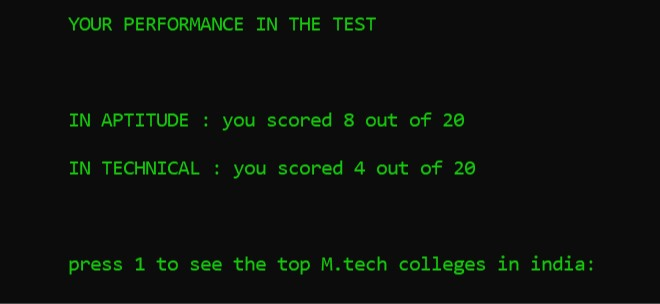 YOUR PERFORMANCE IN THE TEST
IN APTITUDE : you scored 8 out of 20
IN TECHNICAL : you scored 4 out of 20
press 1 to see the top M.tech colleges in india: